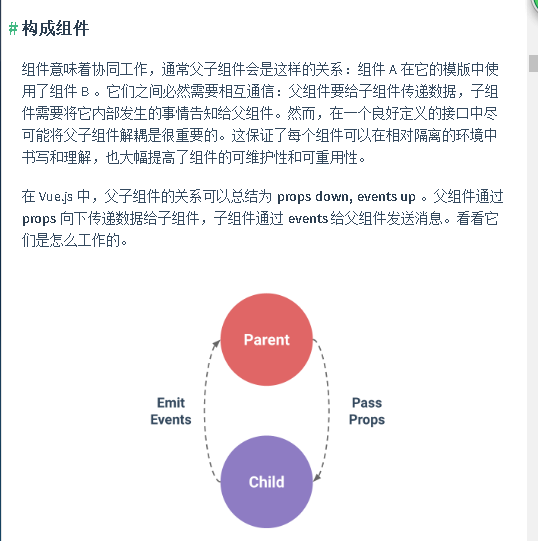 # 构成组件
组件意味着协同工作，通常父子组件会是这样的关系：组件 A 在它的模版中使
用了组件 B 。它们之间必然需要相互通信：父组件要给子组件传递数据，子组
件需要将它内部发生的事情告知给父组件。然而，在一个良好定义的接口中尽
可能将父子组件解耦是很重要的。这保证了每个组件可以在相对隔离的环境中
书写和理解，也大幅提高了组件的可维护性和可重用性。
在 Vue.js 中，父子组件的关系可以总结为 props down, events up 。父组件通过
props 向下传递数据给子组件，子组件通过 events 给父组件发送消息。看看它
们是怎么工作的。
Parent
Emit
Events
Pass
Props
Child